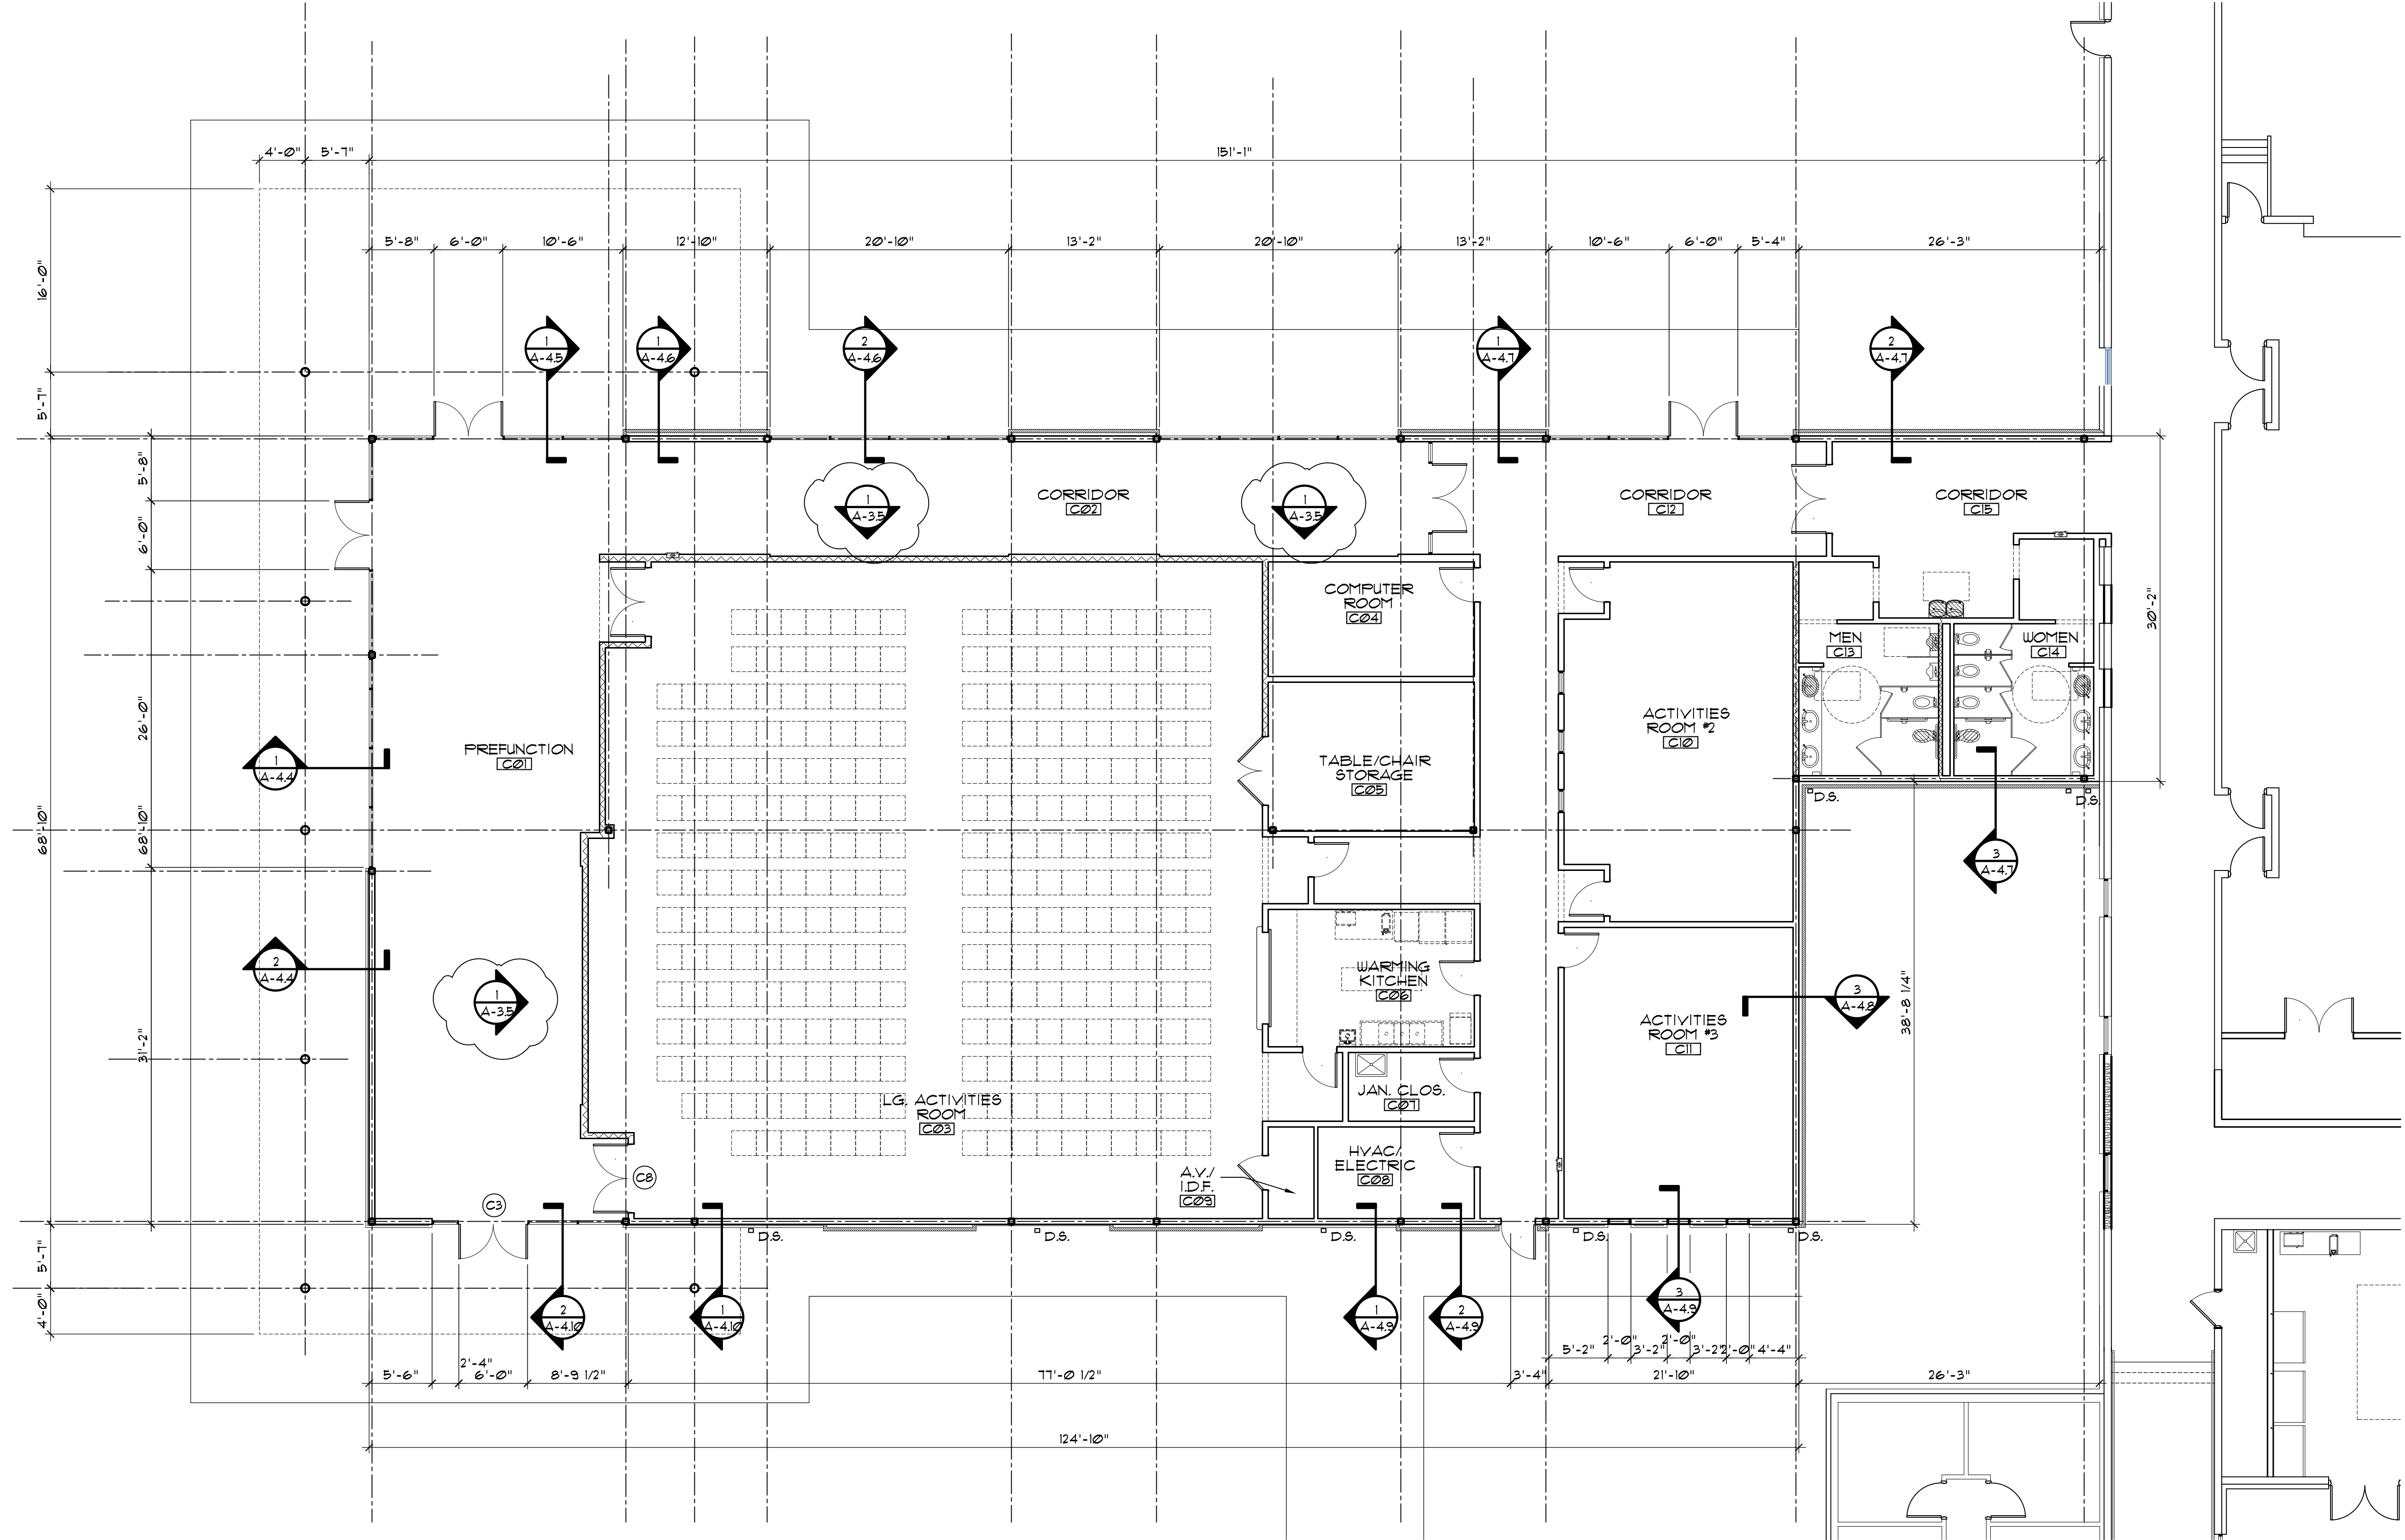 4'-0" 5'-7" 151'-1"
5'-8" 6'-0" 10'-6" 12'-10" 20'-10" 13'-2" 20'-10" 13'-2" 10'-6" 6'-0" 5'-4" 26'-3"
16'-0"
5'-7"
68'-10"
5'-7"
4'-0"
5'-8"
6'-0"
26'-0"
68'-10"
31'-2"
1
A-4.5
1
A-4.6
2
A-4.6
1
A-4.7
2
A-4.7
1
A-3.5
CORRIDOR
C02
1
A-3.5
CORRIDOR
C12
CORRIDOR
C15
COMPUTER
ROOM
C04
MEN
C13
WOMEN
C14
30'-2"
ACTIVITIES
ROOM #2
C10
PREFUNCTION
C01
1
A-4.4
TABLE/CHAIR
STORAGE
C05
D.S.
D.S.
3
A-4.7
2
A-4.4
1
A-3.5
WARMING
KITCHEN
C06
ACTIVITIES
ROOM #3
C11
3
A-4.8
38'-8 1/4"
LG. ACTIVITIES
ROOM
C03
JAN. CLOS.
C07
HVAC/
ELECTRIC
C08
A.V./
I.D.F.
C09
C8
C3
D.S.
D.S.
D.S.
D.S.
D.S.
2
A-4.10
1
A-4.10
1
A-4.9
2
A-4.9
3
A-4.9
5'-2" 2'-0" 3'-2" 2'-0" 3'-2" 2'-0" 4'-4"
5'-6" 2'-4" 6'-0" 8'-9 1/2" 77'-0 1/2" 3'-4" 21'-10" 26'-3"
124'-10"